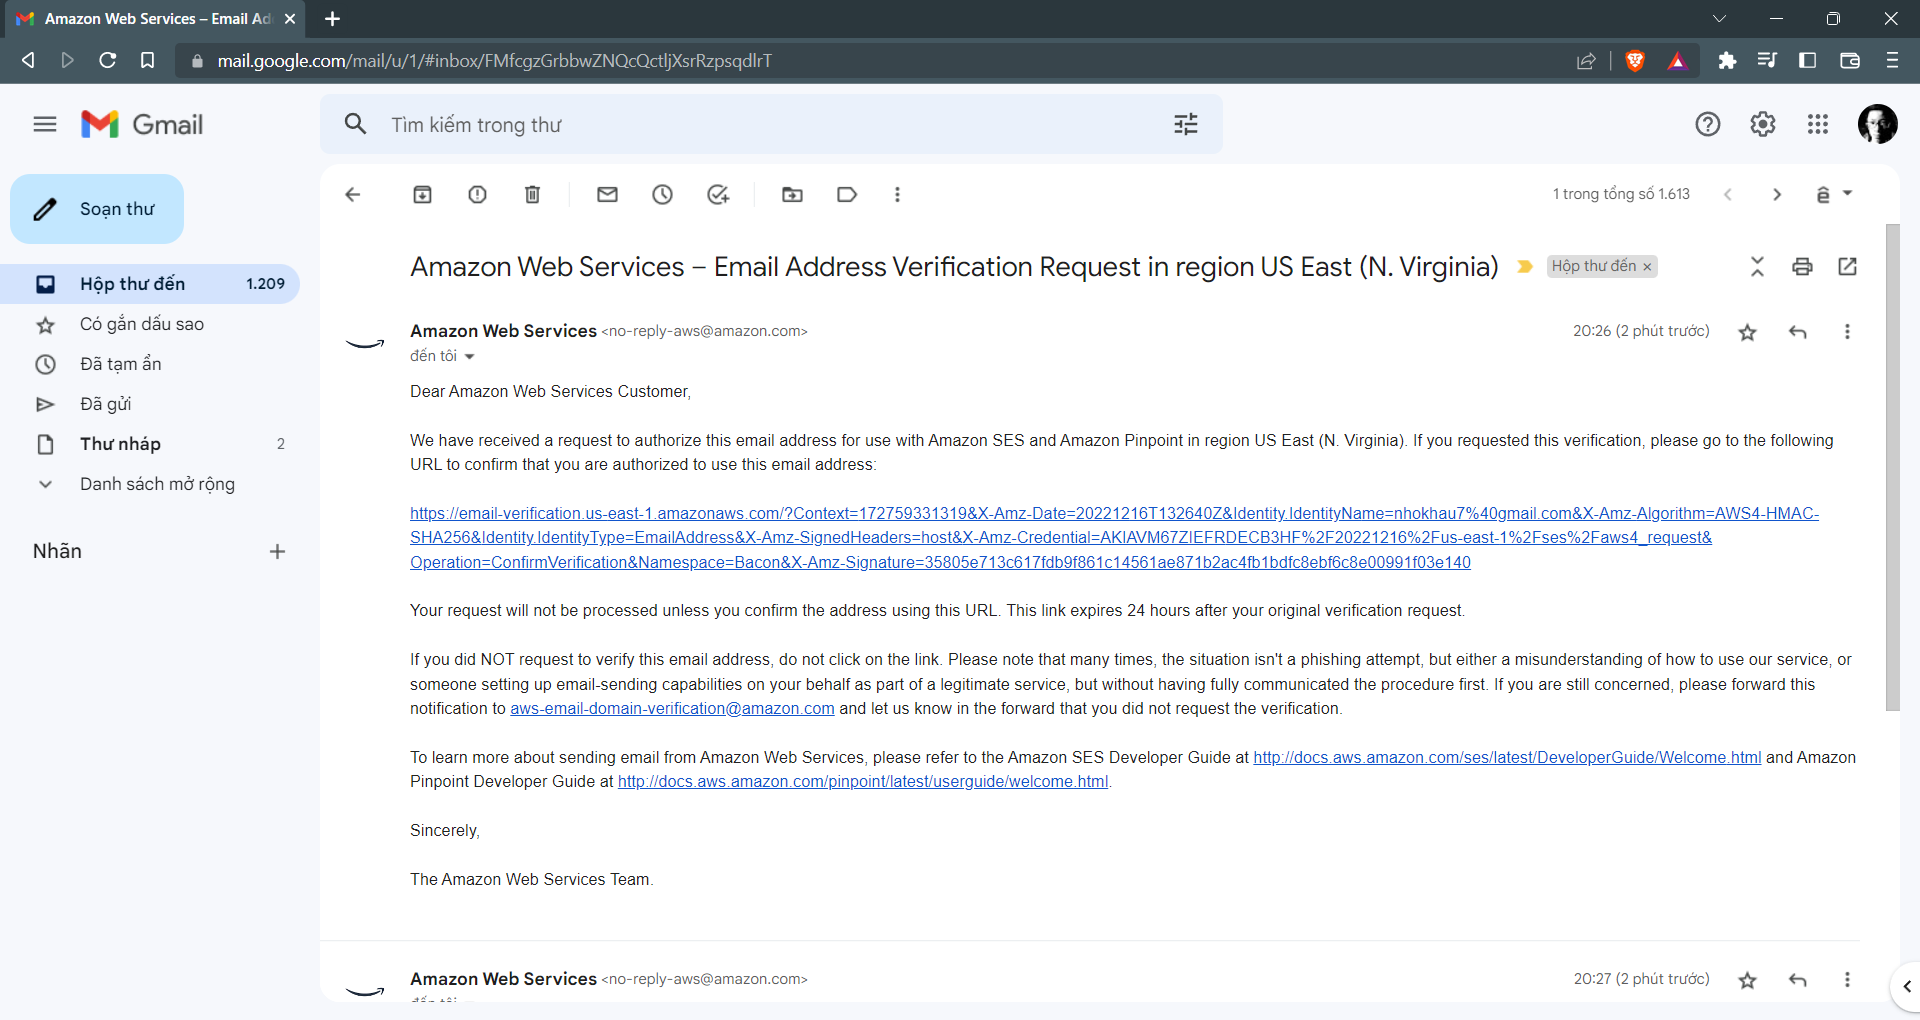 Amazon Web Services – Email Ad
mail.google.com/mail/u/1/#inbox/FMfcgzGrbbwZNQcQctljXsrRzpsqdlrT
Gmail
Tìm kiếm trong thư
Soạn thư
1 trong tổng số 1.613
Hộp thư đến 1.209
Có gắn dấu sao
Đã tạm ẩn
Đã gửi
Thư nháp 2
Danh sách mở rộng
Nhãn
Amazon Web Services – Email Address Verification Request in region US East (N. Virginia) Hộp thư đến ×
Amazon Web Services <no-reply-aws@amazon.com> 20:26 (2 phút trước)
đến tôi
Dear Amazon Web Services Customer,
We have received a request to authorize this email address for use with Amazon SES and Amazon Pinpoint in region US East (N. Virginia). If you requested this verification, please go to the following
URL to confirm that you are authorized to use this email address:
https://email-verification.us-east-1.amazonaws.com/?Context=172759331319&X-Amz-Date=20221216T132640Z&Identity.IdentityName=nhokhau7%40gmail.com&X-Amz-Algorithm=AWS4-HMAC-
SHA256&Identity.IdentityType=EmailAddress&X-Amz-SignedHeaders=host&X-Amz-Credential=AKIAVM67ZIEFRDECB3HF%2F20221216%2Fus-east-1%2Fses%2Faws4_request&
Operation=ConfirmVerification&Namespace=Bacon&X-Amz-Signature=35805e713c617fdb9f861c14561ae871b2ac4fb1bdfc8ebf6c8e00991f03e140
Your request will not be processed unless you confirm the address using this URL. This link expires 24 hours after your original verification request.
If you did NOT request to verify this email address, do not click on the link. Please note that many times, the situation isn't a phishing attempt, but either a misunderstanding of how to use our service, or
someone setting up email-sending capabilities on your behalf as part of a legitimate service, but without having fully communicated the procedure first. If you are still concerned, please forward this
notification to aws-email-domain-verification@amazon.com and let us know in the forward that you did not request the verification.
To learn more about sending email from Amazon Web Services, please refer to the Amazon SES Developer Guide at http://docs.aws.amazon.com/ses/latest/DeveloperGuide/Welcome.html and Amazon
Pinpoint Developer Guide at http://docs.aws.amazon.com/pinpoint/latest/userguide/welcome.html.
Sincerely,
The Amazon Web Services Team.
Amazon Web Services <no-reply-aws@amazon.com> 20:27 (2 phút trước)